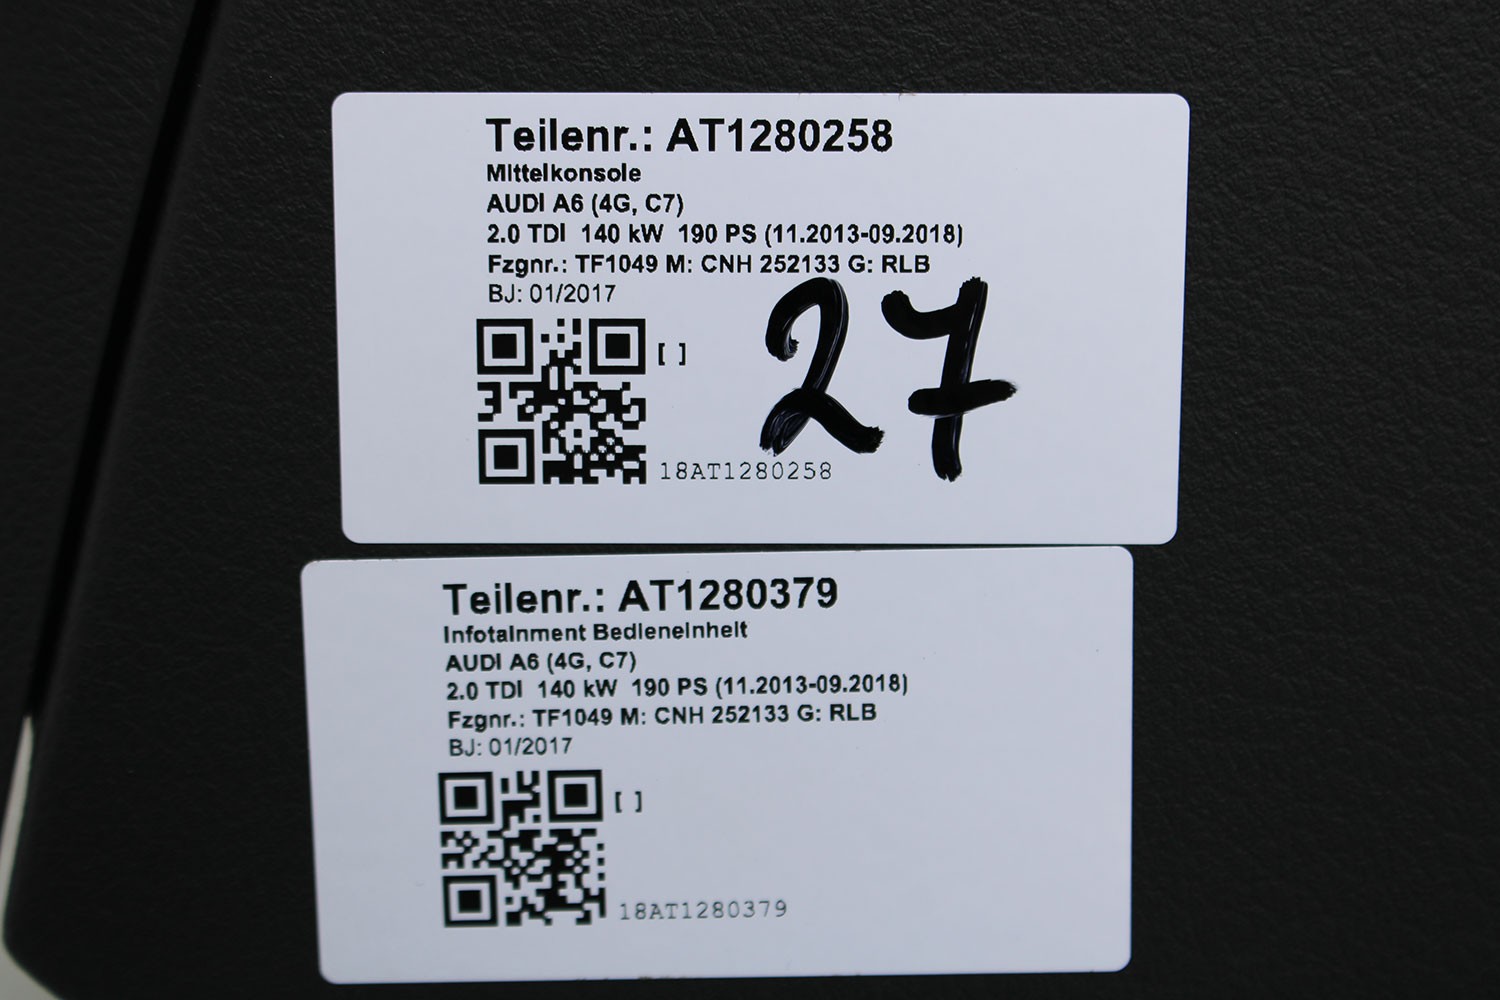 Teilenr.: AT1280258
Mittelkonsole
AUDI A6 (4G, C7)
2.0 TDI 140 kW 190 PS (11.2013-09.2018)
Fzgnr.: TF1049 M: CNH 252133 G: RLB
BJ: 01/2017
[ ]
27
18AT1280258
Teilenr.: AT1280379
Infotainment Bedieneinheit
AUDI A6 (4G, C7)
2.0 TDI 140 kW 190 PS (11.2013-09.2018)
Fzgnr.: TF1049 M: CNH 252133 G: RLB
BJ: 01/2017
[ ]
18AT1280379